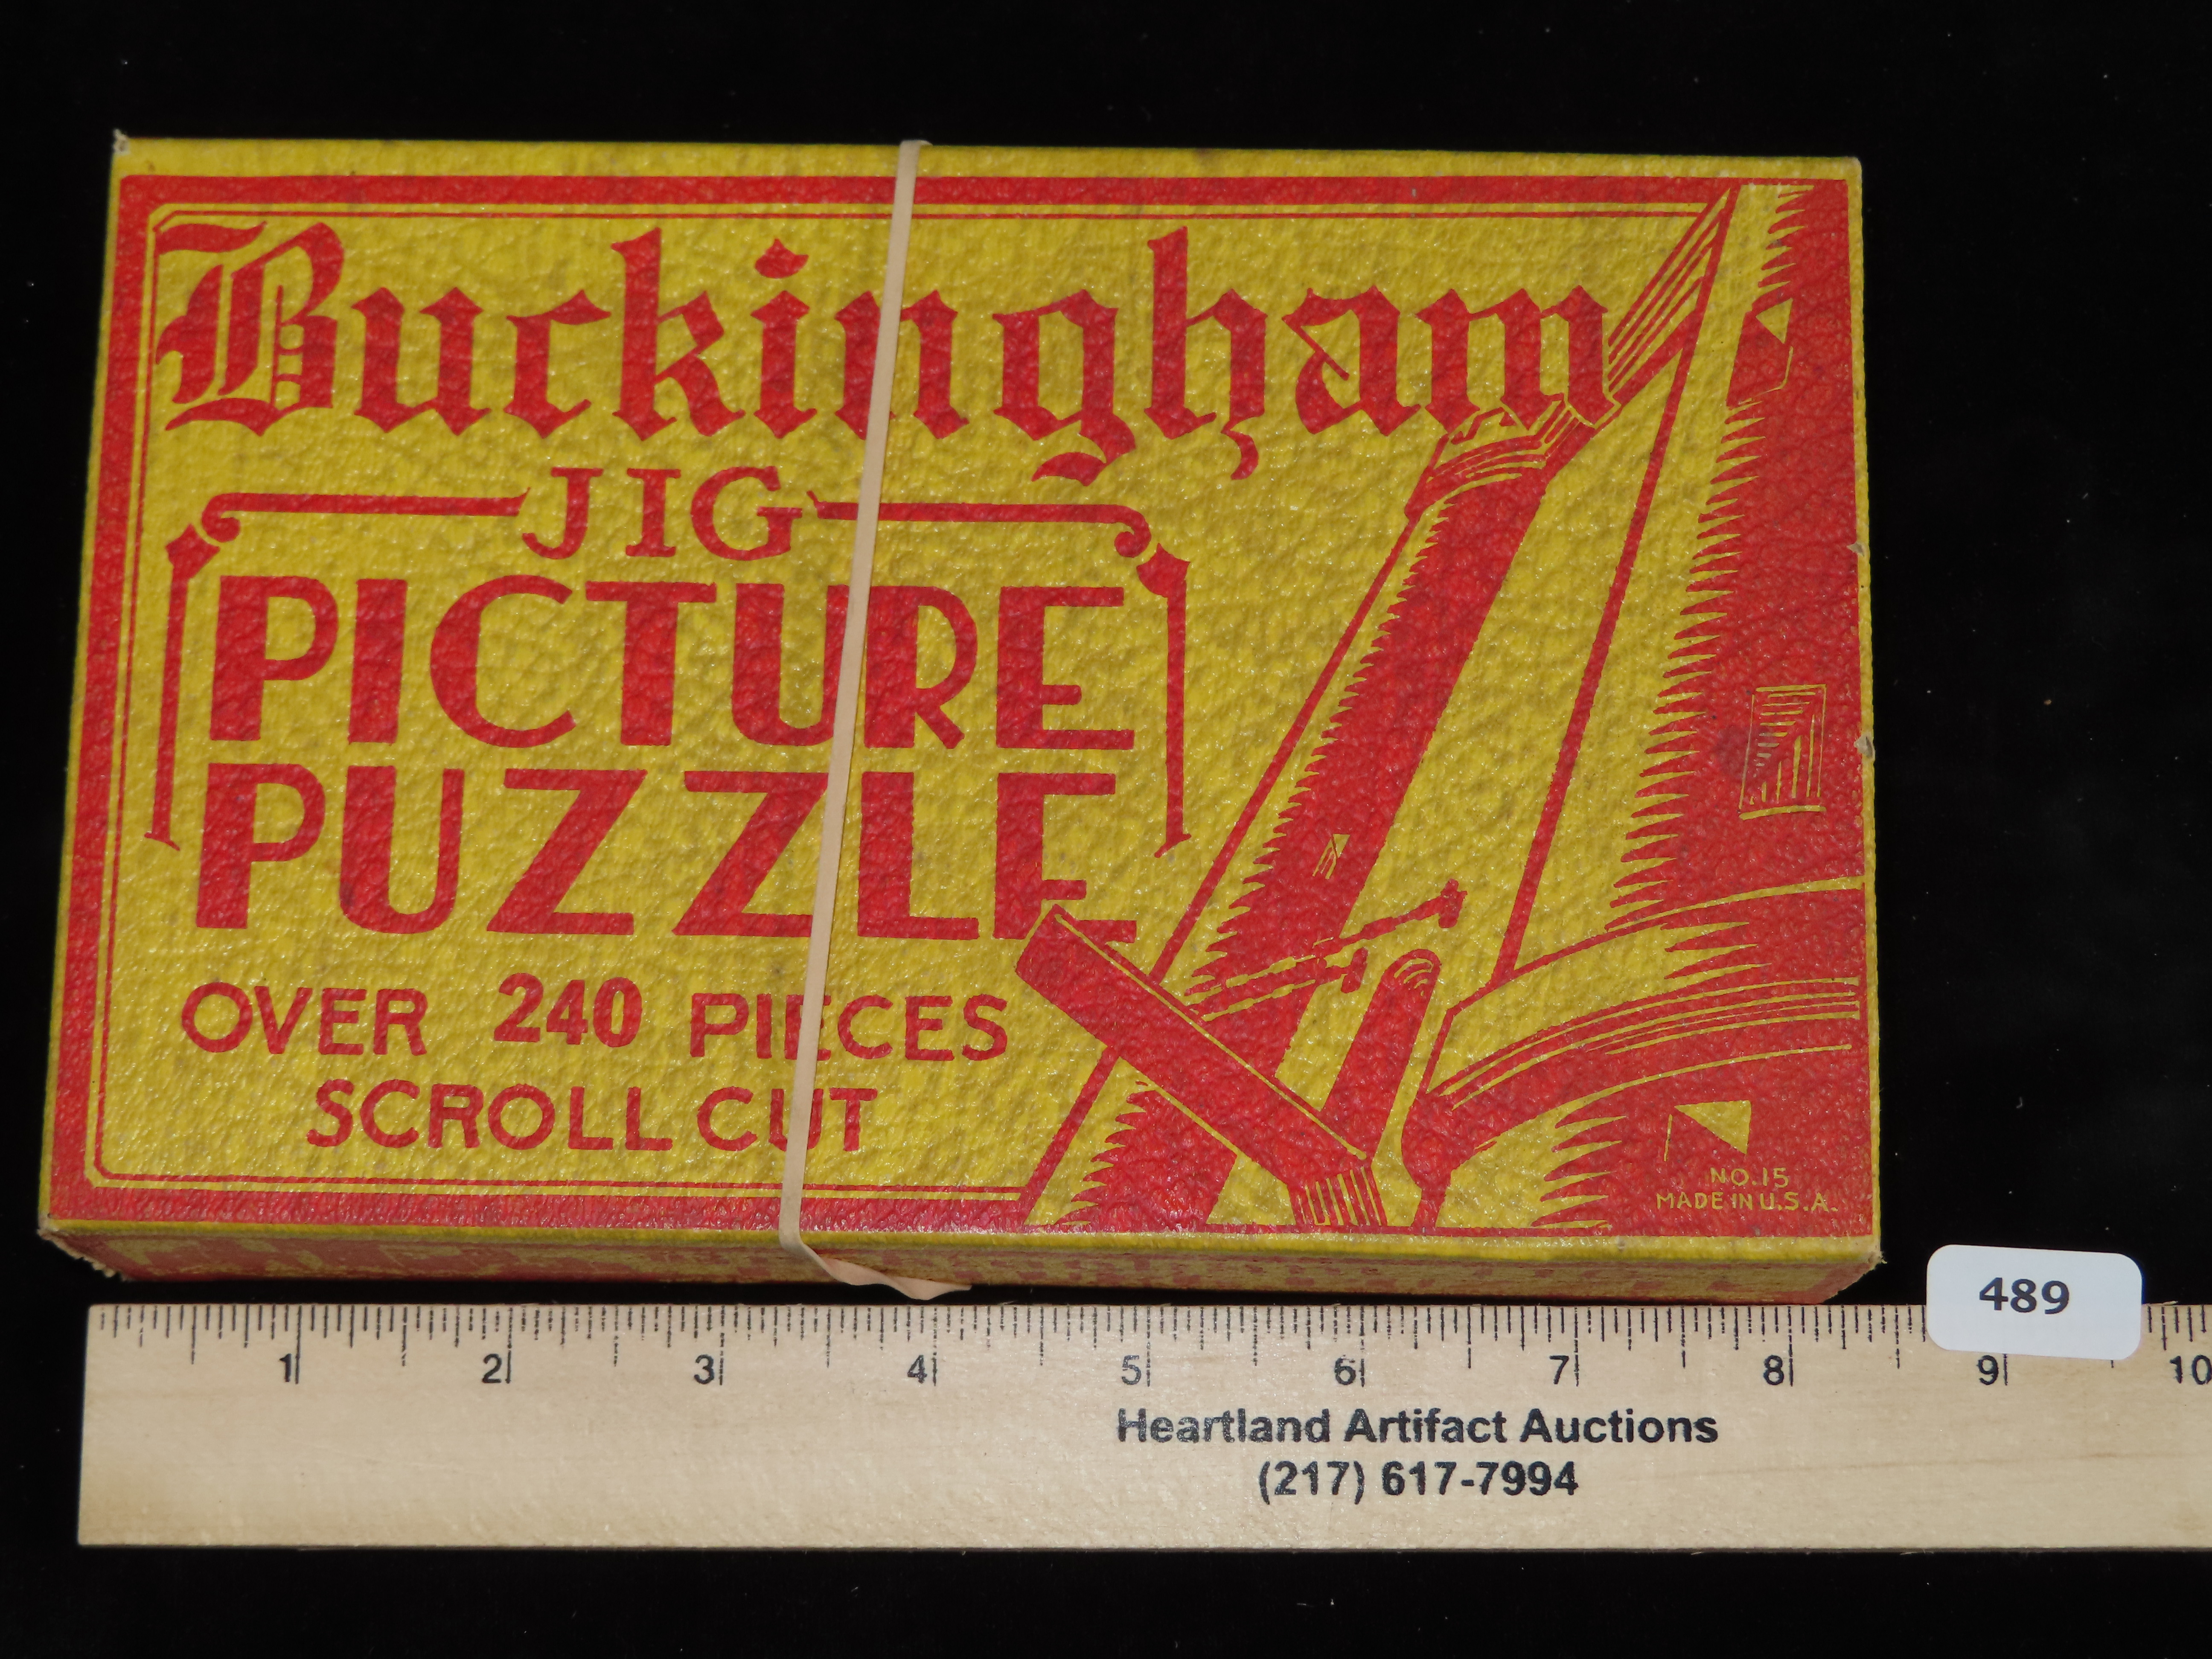 Buckingham
JIG
PICTURE
PUZZLE
OVER 240 PIECES
SCROLL CUT
NO.15
MADE IN U.S.A.
489
1 2 3 4 5 6 7 8 9 10
Heartland Artifact Auctions
(217) 617-7994